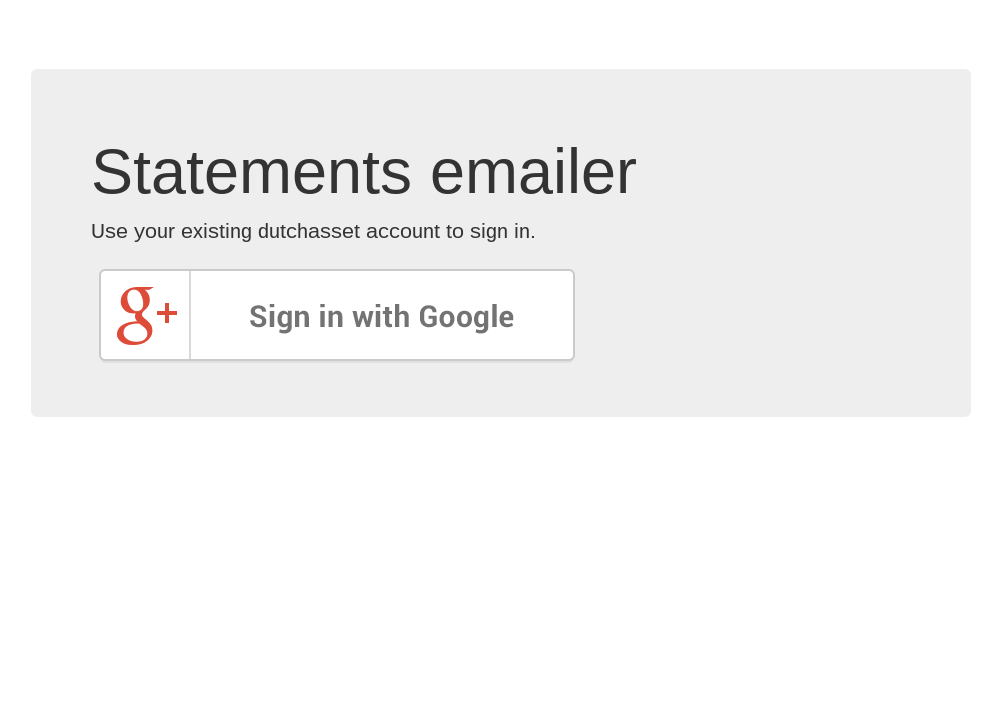 Statements emailer
Use your existing dutchasset account to sign in.
g+ Sign in with Google